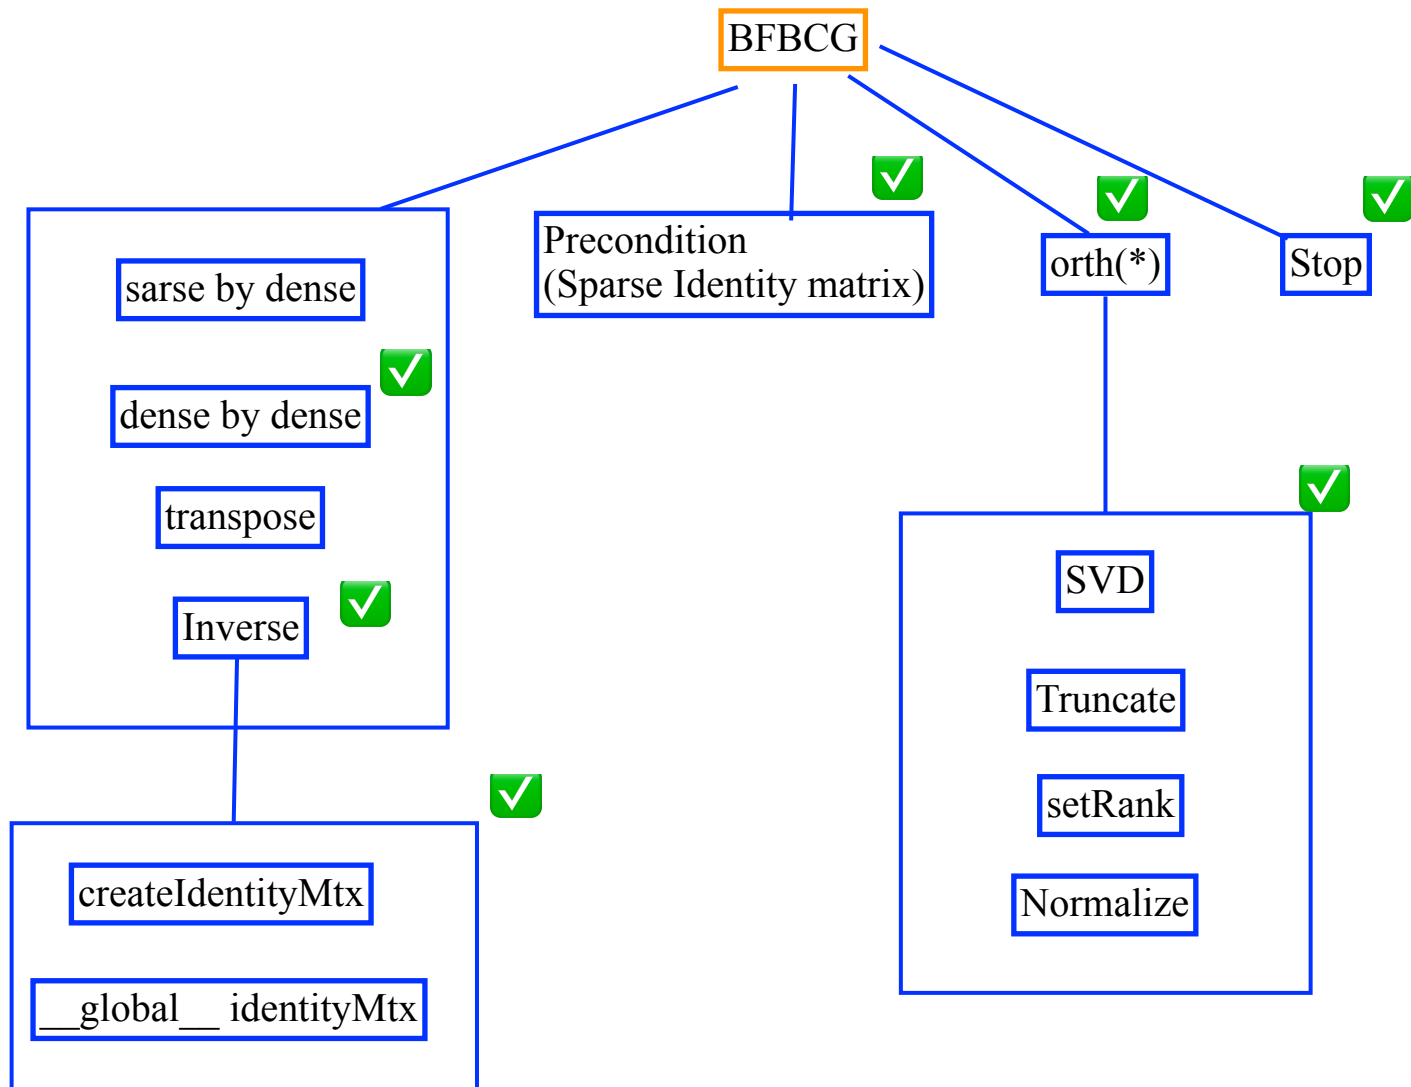 BFBCG
Precondition
(Sparse Identity matrix)
orth(*)
Stop
sarse by dense
dense by dense
transpose
Inverse
createIdentityMtx
__global__ identityMtx
SVD
Truncate
setRank
Normalize